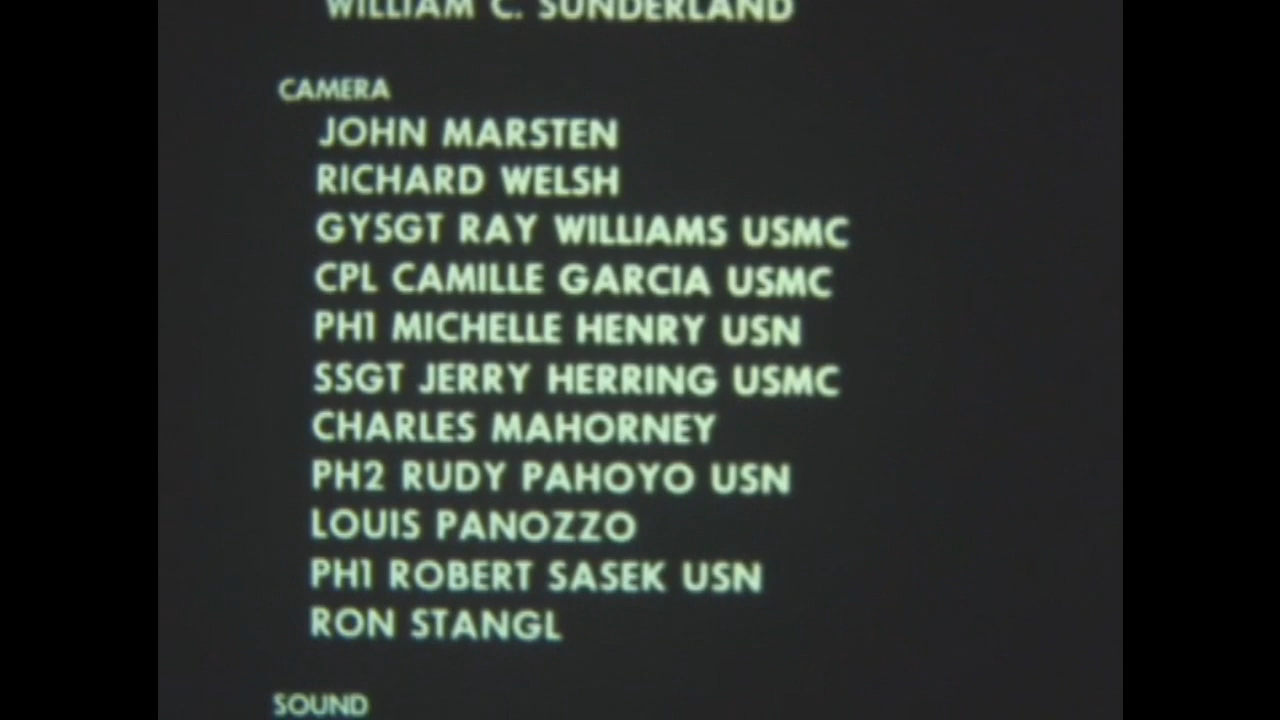 WILLIAM C. SUNDERLAND
CAMERA
JOHN MARSTEN
RICHARD WELSH
GYSGT RAY WILLIAMS USMC
CPL CAMILLE GARCIA USMC
PH1 MICHELLE HENRY USN
SSGT JERRY HERRING USMC
CHARLES MAHORNEY
PH2 RUDY PAHOYO USN
LOUIS PANOZZO
PH1 ROBERT SASEK USN
RON STANGL
SOUND